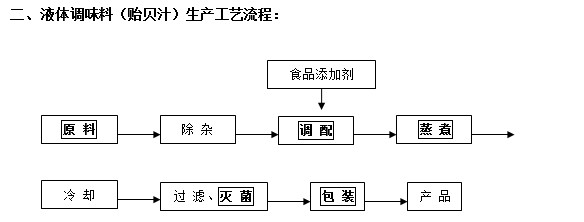 二、液体调味料（贻贝汁）生产工艺流程：
食品添加剂
原 料 除 杂 调 配 蒸 煮
冷 却 过 滤、灭 菌 包 装 产 品